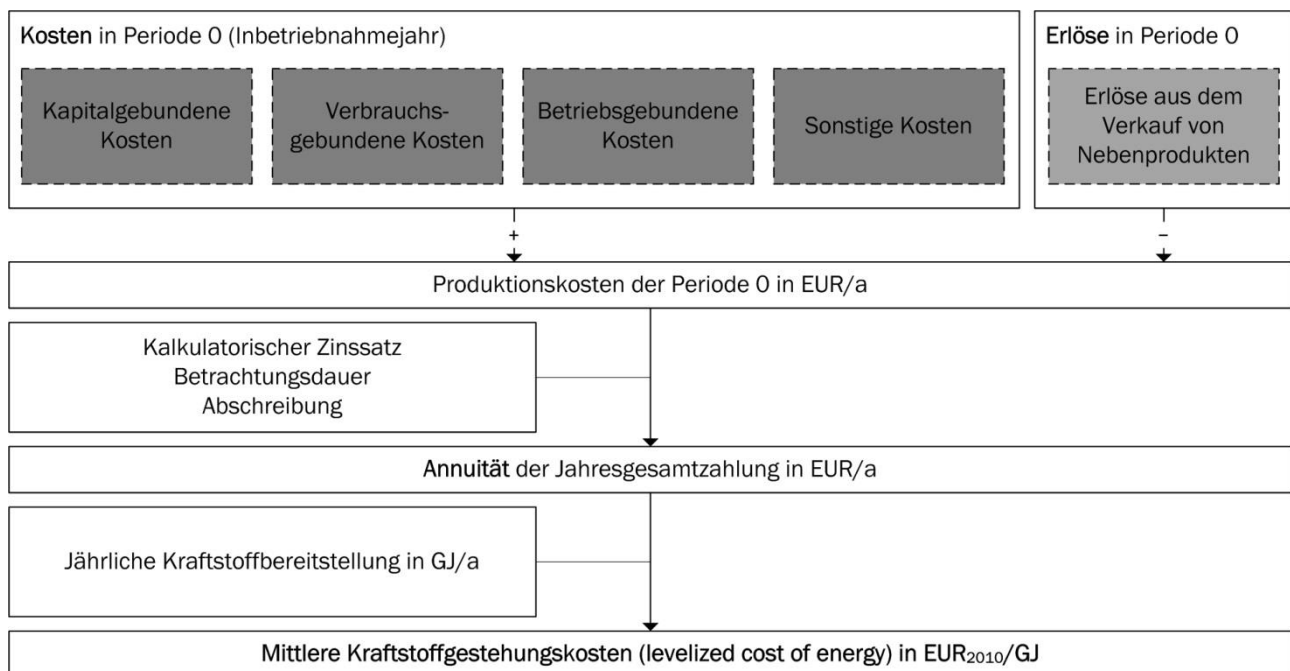 Kosten in Periode 0 (Inbetriebnahmejahr)
Kapitalgebundene
Kosten
Verbrauchs-
gebundene Kosten
Betriebsgebundene
Kosten
Sonstige Kosten
Erlöse in Periode 0
Erlöse aus dem
Verkauf von
Nebenprodukten
+
–
Produktionskosten der Periode 0 in EUR/a
Kalkulatorischer Zinssatz
Betrachtungsdauer
Abschreibung
Annuität der Jahresgesamtzahlung in EUR/a
Jährliche Kraftstoffbereitstellung in GJ/a
Mittlere Kraftstoffgestehungskosten (levelized cost of energy) in EUR₂₀₁₀/GJ